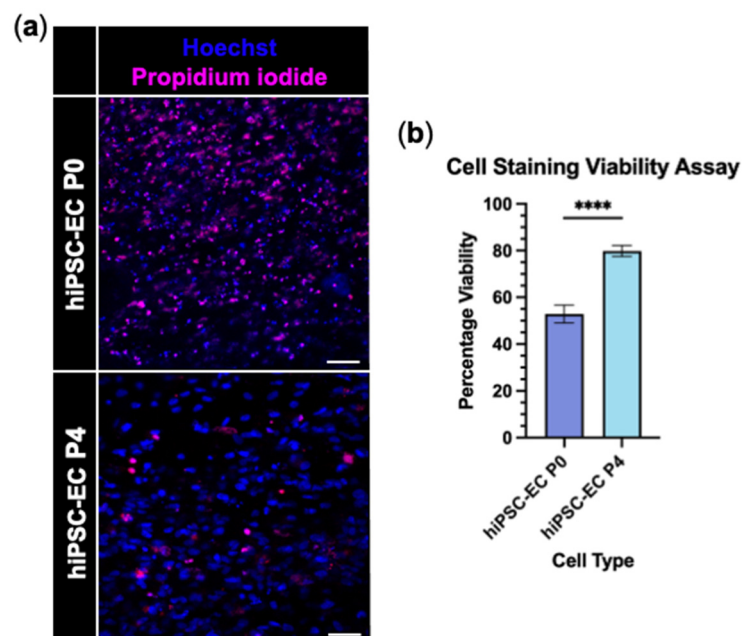 (a)
Hoechst
Propidium iodide
hiPSC-EC P0
hiPSC-EC P4
(b)
Cell Staining Viability Assay
****
Percentage Viability
100
80
60
40
20
0
hiPSC-EC P0
hiPSC-EC P4
Cell Type